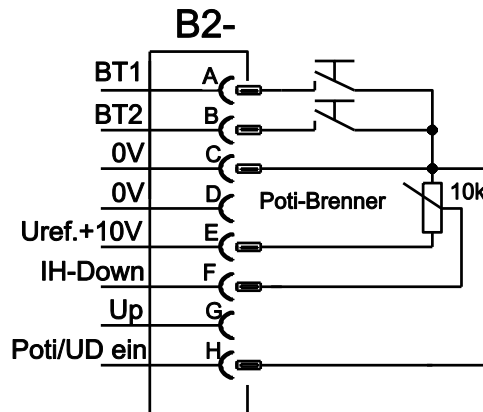 B2-
BT1 A
BT2 B
0V C
0V D
Poti-Brenner 10k
Uref.+10V E
IH-Down F
Up G
Poti/UD ein H